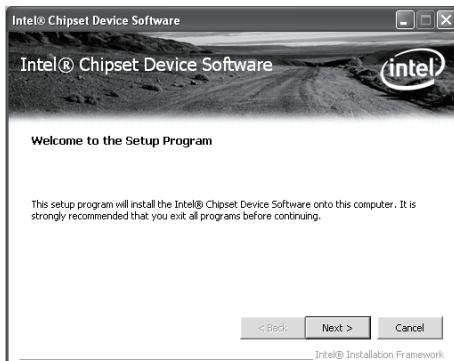 Intel® Chipset Device Software
Intel® Chipset Device Software
intel
Welcome to the Setup Program
This setup program will install the Intel® Chipset Device Software onto this computer. It is
strongly recommended that you exit all programs before continuing.
< Back
Next >
Cancel
Intel® Installation Framework